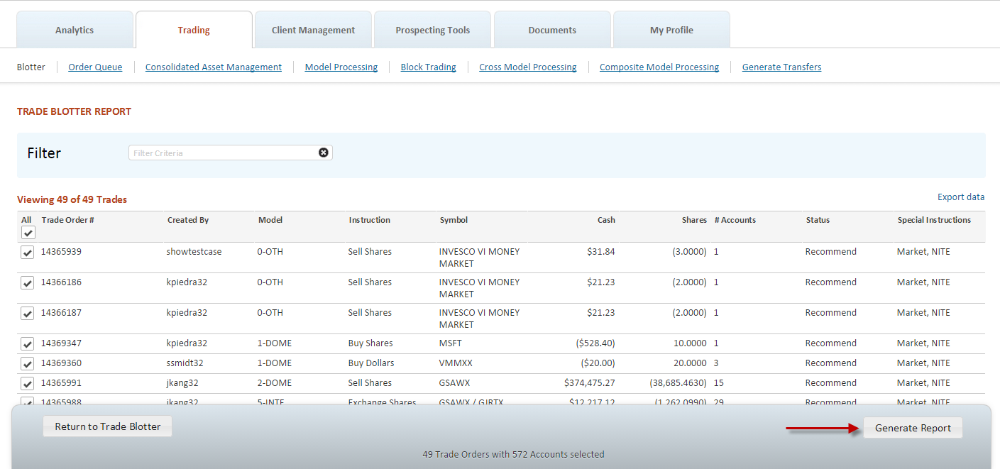 Analytics Trading Client Management Prospecting Tools Documents My Profile
Blotter Order Queue Consolidated Asset Management Model Processing Block Trading Cross Model Processing Composite Model Processing Generate Transfers
TRADE BLOTTER REPORT
Filter Filter Criteria
Viewing 49 of 49 Trades Export data
All Trade Order # Created By Model Instruction Symbol Cash Shares # Accounts Status Special Instructions
14365939 showtestcase 0-OTH Sell Shares INVESCO VI MONEY $31.84 (3.0000) 1 Recommend Market, NITE
MARKET
14366186 kpiedra32 0-OTH Sell Shares INVESCO VI MONEY $21.23 (2.0000) 1 Recommend Market, NITE
MARKET
14366187 kpiedra32 0-OTH Sell Shares INVESCO VI MONEY $21.23 (2.0000) 1 Recommend Market, NITE
MARKET
14369347 kpiedra32 1-DOME Buy Shares MSFT ($528.40) 10.0000 1 Recommend Market, NITE
14369360 ssmidt32 1-DOME Buy Dollars VMMXX ($20.00) 20.0000 3 Recommend Market, NITE
14365991 jkang32 2-DOME Sell Shares GSAWX $374,475.27 (38,685.4630) 15 Recommend Market, NITE
14365988 jkang32 5-INTE Exchange Shares GSAWX / GJRTX $12,217.12 (1,262.0990) 29 Recommend Market, NITE
Return to Trade Blotter Generate Report
49 Trade Orders with 572 Accounts selected